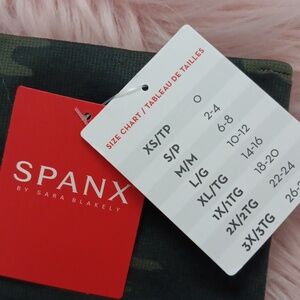 SPANX
BY SARA BLAKELY
SIZE CHART / TABLEAU DE TAILLES
XS/TP 0
S/P 2-4
M/M 6-8
L/G 10-12
XL/TG 14-16
1X/1TG 18-20
2X/2TG 22-24
3X/3TG 26-